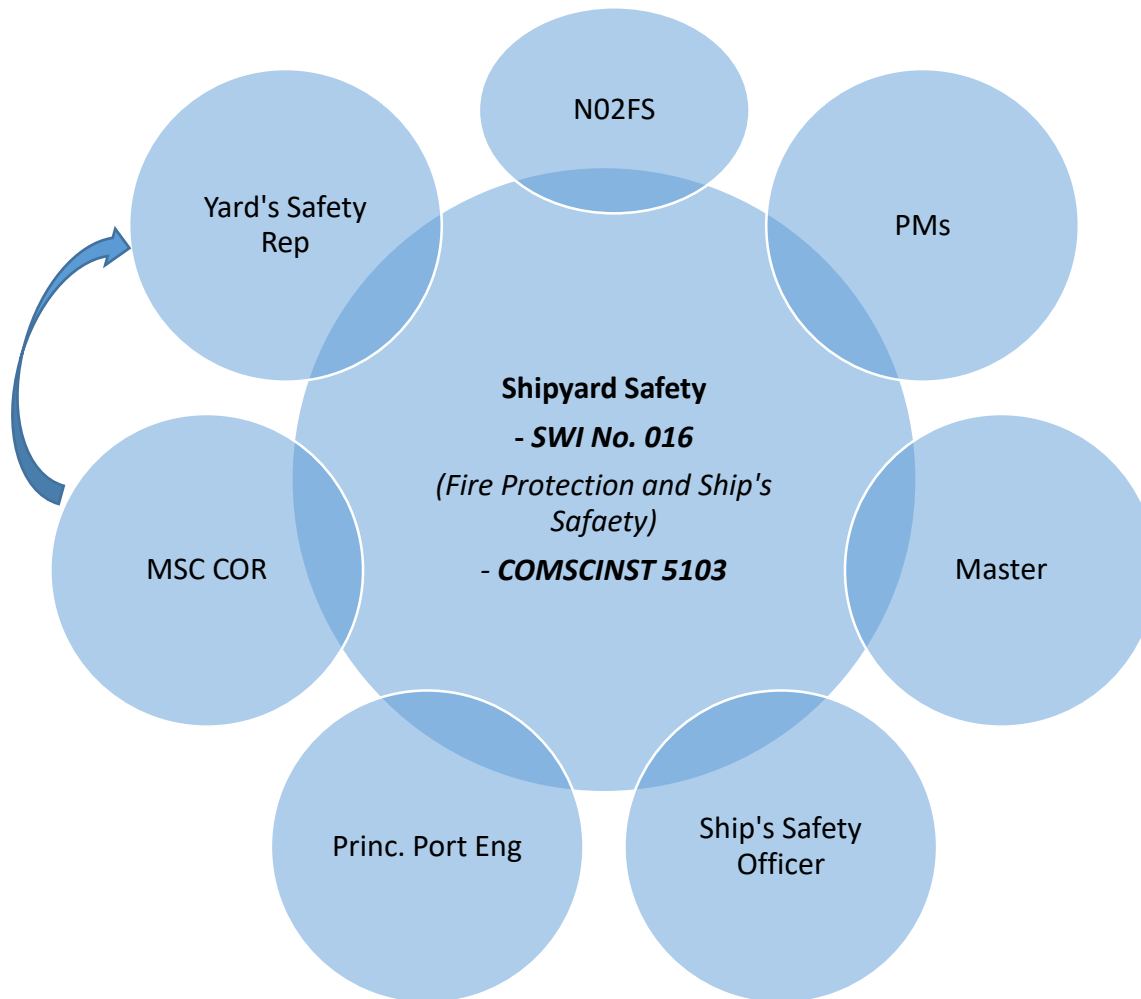 N02FS
Yard's Safety
Rep
PMs
Shipyard Safety
- SWI No. 016
(Fire Protection and Ship's
Safaety)
- COMSCINST 5103
MSC COR
Master
Princ. Port Eng
Ship's Safety
Officer